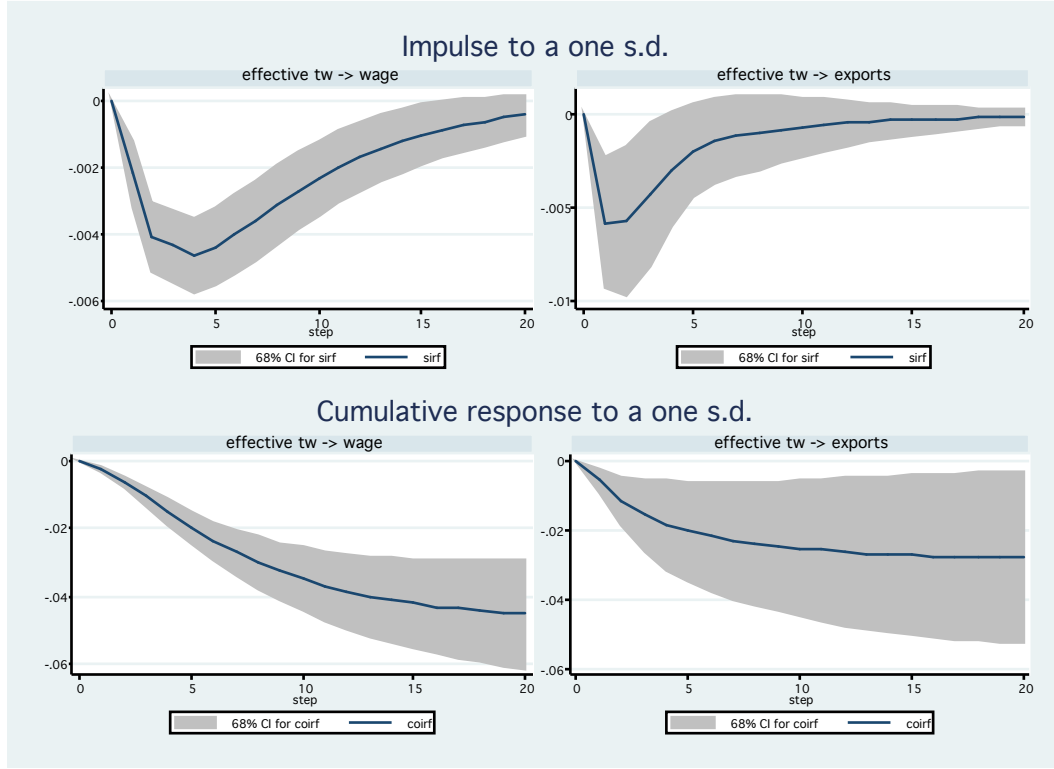 Impulse to a one s.d.
effective tw -> wage
0
-.002
-.004
-.006
0 5 10 15 20
step
68% CI for sirf sirf
effective tw -> exports
0
-.005
-.01
0 5 10 15 20
step
68% CI for sirf sirf
Cumulative response to a one s.d.
effective tw -> wage
0
-.02
-.04
-.06
0 5 10 15 20
step
68% CI for coirf coirf
effective tw -> exports
0
-.02
-.04
-.06
0 5 10 15 20
step
68% CI for coirf coirf